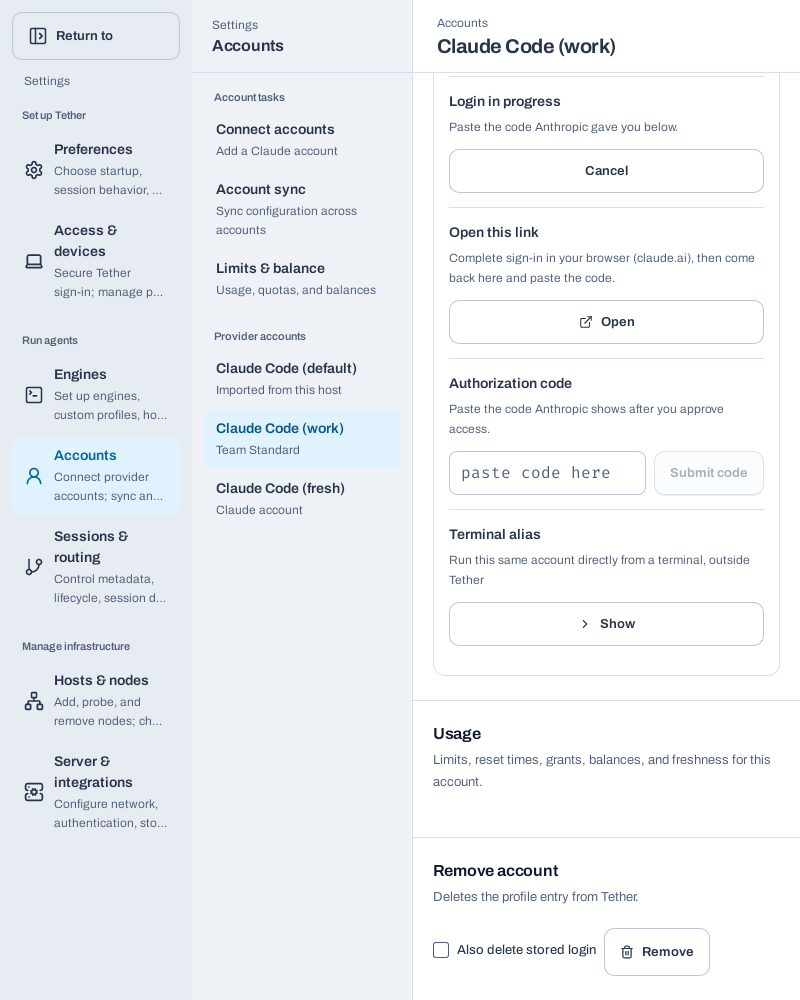 Return to
Settings
Set up Tether
Preferences
Choose startup,
session behavior, ...
Access &
devices
Secure Tether
sign-in; manage p...
Run agents
Engines
Set up engines,
custom profiles, ho...
Accounts
Connect provider
accounts; sync an...
Sessions &
routing
Control metadata,
lifecycle, session d...
Manage infrastructure
Hosts & nodes
Add, probe, and
remove nodes; ch...
Server &
integrations
Configure network,
authentication, sto...
Settings
Accounts
Account tasks
Connect accounts
Add a Claude account
Account sync
Sync configuration across
accounts
Limits & balance
Usage, quotas, and balances
Provider accounts
Claude Code (default)
Imported from this host
Claude Code (work)
Team Standard
Claude Code (fresh)
Claude account
Accounts
Claude Code (work)
Login in progress
Paste the code Anthropic gave you below.
Cancel
Open this link
Complete sign-in in your browser (claude.ai), then come
back here and paste the code.
Open
Authorization code
Paste the code Anthropic shows after you approve
access.
paste code here
Submit code
Terminal alias
Run this same account directly from a terminal, outside
Tether
Show
Usage
Limits, reset times, grants, balances, and freshness for this
account.
Remove account
Deletes the profile entry from Tether.
Also delete stored login
Remove